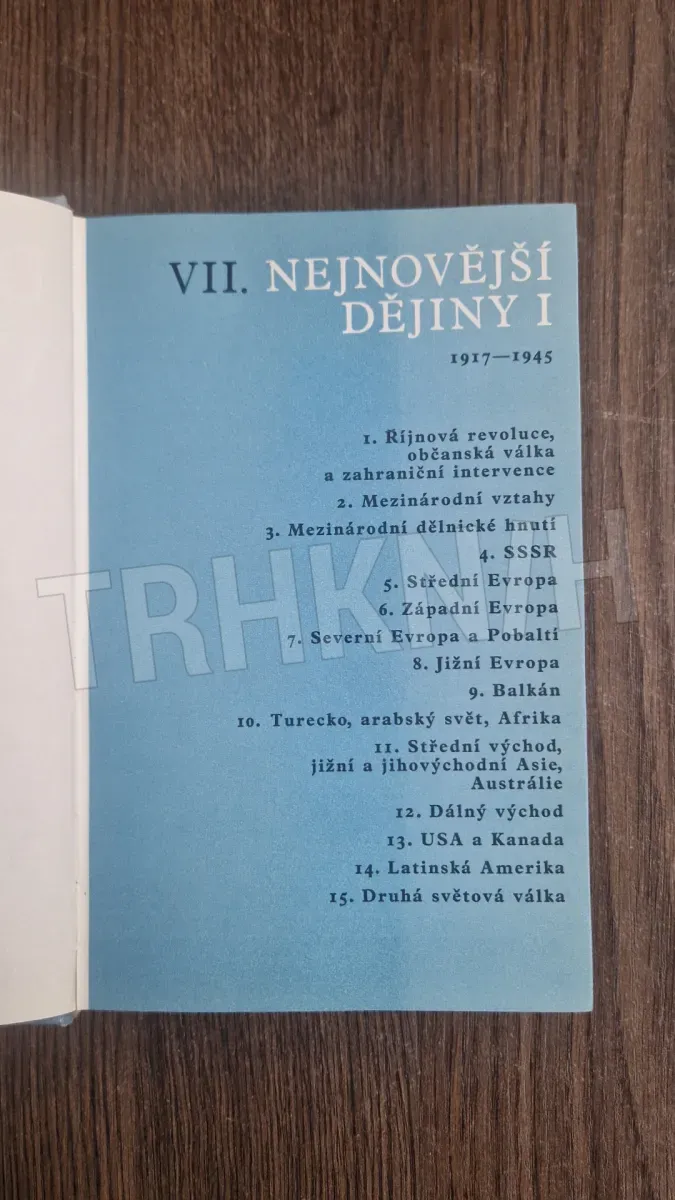 VII. NEJNOVĚJŠÍ
DĚJINY I
1917—1945
1. Říjnová revoluce,
občanská válka
a zahraniční intervence
2. Mezinárodní vztahy
3. Mezinárodní dělnické hnutí
4. SSSR
5. Střední Evropa
6. Západní Evropa
7. Severní Evropa a Pobaltí
8. Jižní Evropa
9. Balkán
10. Turecko, arabský svět, Afrika
11. Střední východ,
jižní a jihovýchodní Asie,
Austrálie
12. Dálný východ
13. USA a Kanada
14. Latinská Amerika
15. Druhá světová válka
TRHKNIH